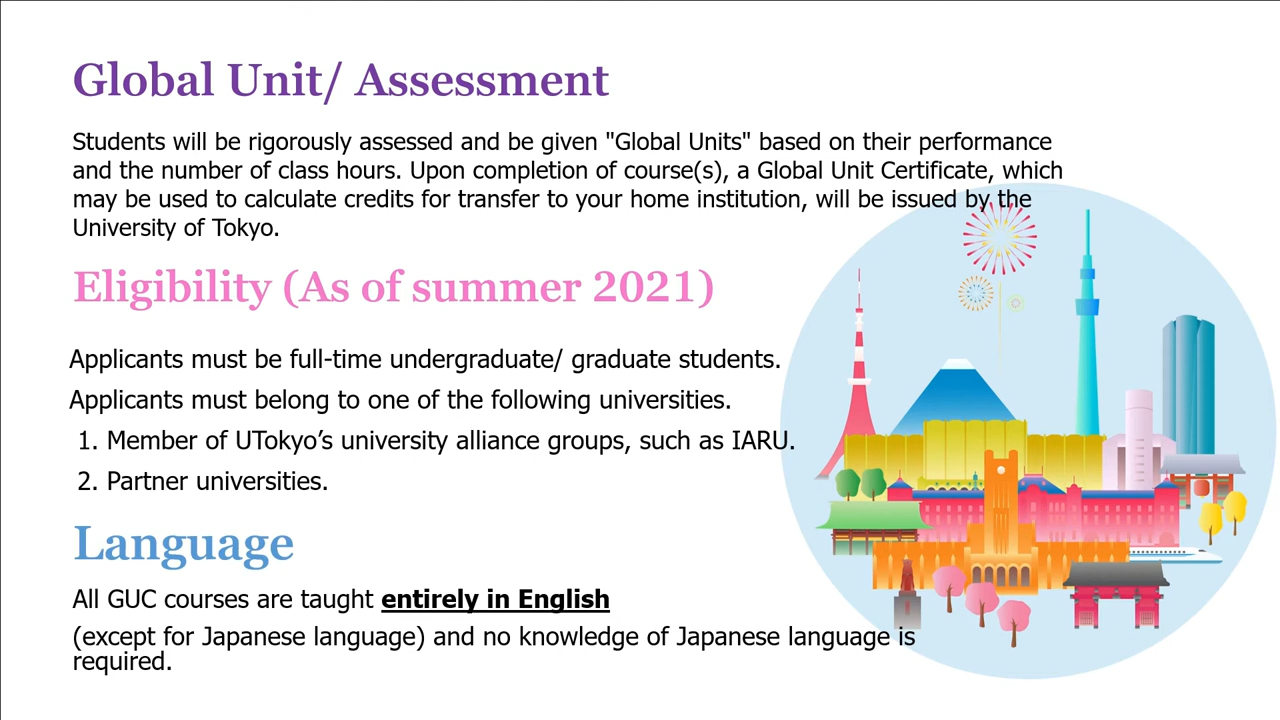 Global Unit/ Assessment
Students will be rigorously assessed and be given "Global Units" based on their performance
and the number of class hours. Upon completion of course(s), a Global Unit Certificate, which
may be used to calculate credits for transfer to your home institution, will be issued by the
University of Tokyo.
Eligibility (As of summer 2021)
Applicants must be full-time undergraduate/ graduate students.
Applicants must belong to one of the following universities.
1. Member of UTokyo’s university alliance groups, such as IARU.
2. Partner universities.
Language
All GUC courses are taught entirely in English
(except for Japanese language) and no knowledge of Japanese language is
required.